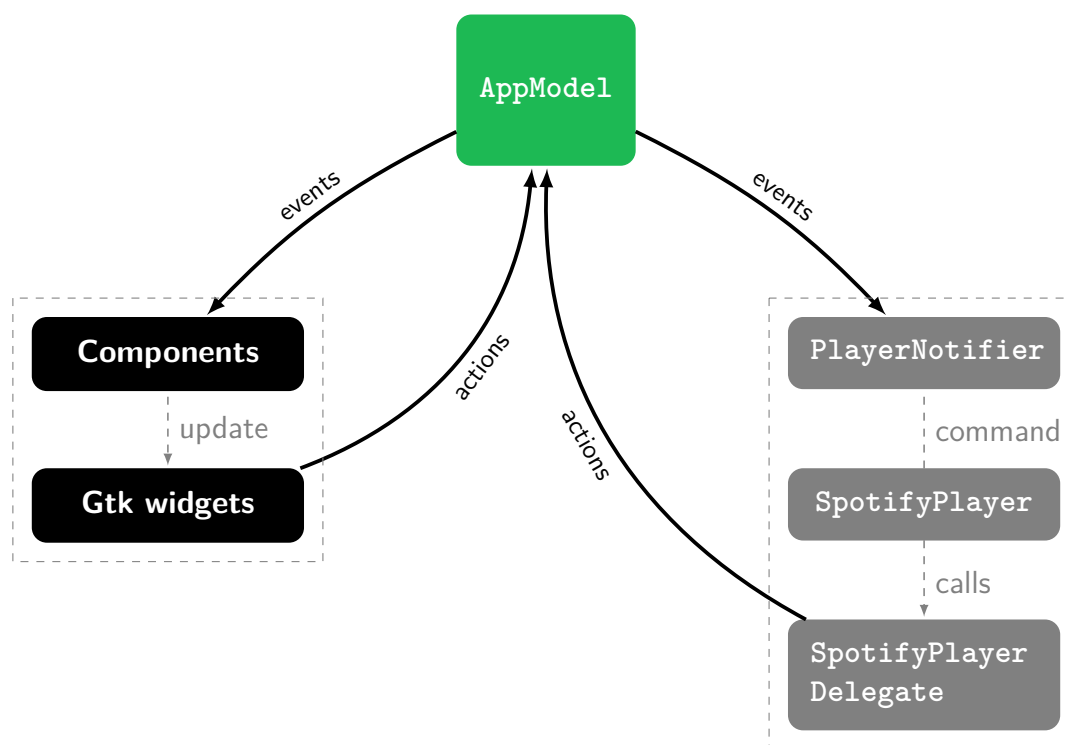 AppModel
events
events
actions
actions
Components
update
Gtk widgets
PlayerNotifier
command
SpotifyPlayer
calls
SpotifyPlayer
Delegate